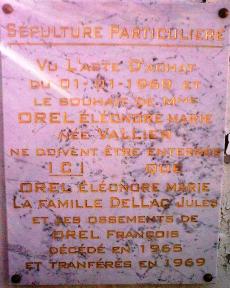 SÉPULTURE PARTICULIÈRE
VU L'ACTE D'ACHAT
DU 01-01-1969 ET
LE SOUHAIT DE MME
OREL ÉLÉONORE MARIE
NÉE VALLIEN
NE DOIVENT ÊTRE ENTERRÉS
ICI QUE
OREL ÉLÉONORE MARIE
LA FAMILLE DELLAC JULES
ET LES OSSEMENTS DE
OREL FRANÇOIS
DÉCÉDÉ EN 1965
ET TRANFÉRÉS EN 1969